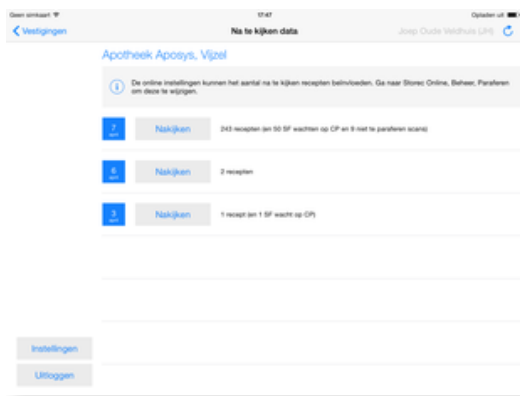 Geen simkaart 17:47 Opladen uit
Vestigingen Na te kijken data Joep Oude Veldhuis (JH)
Apotheek Aposys, Vijzel
De online instellingen kunnen het aantal na te kijken recepten beïnvloeden. Ga naar Storec Online, Beheer, Paraferen
om deze te wijzigen.
7 Nakijken 243 recepten (en 50 SF wachten op CP en 9 met te paraferen scans)
6 Nakijken 2 recepten
3 Nakijken 1 recept (en 1 SF wacht op CP)
Instellingen
Uitloggen